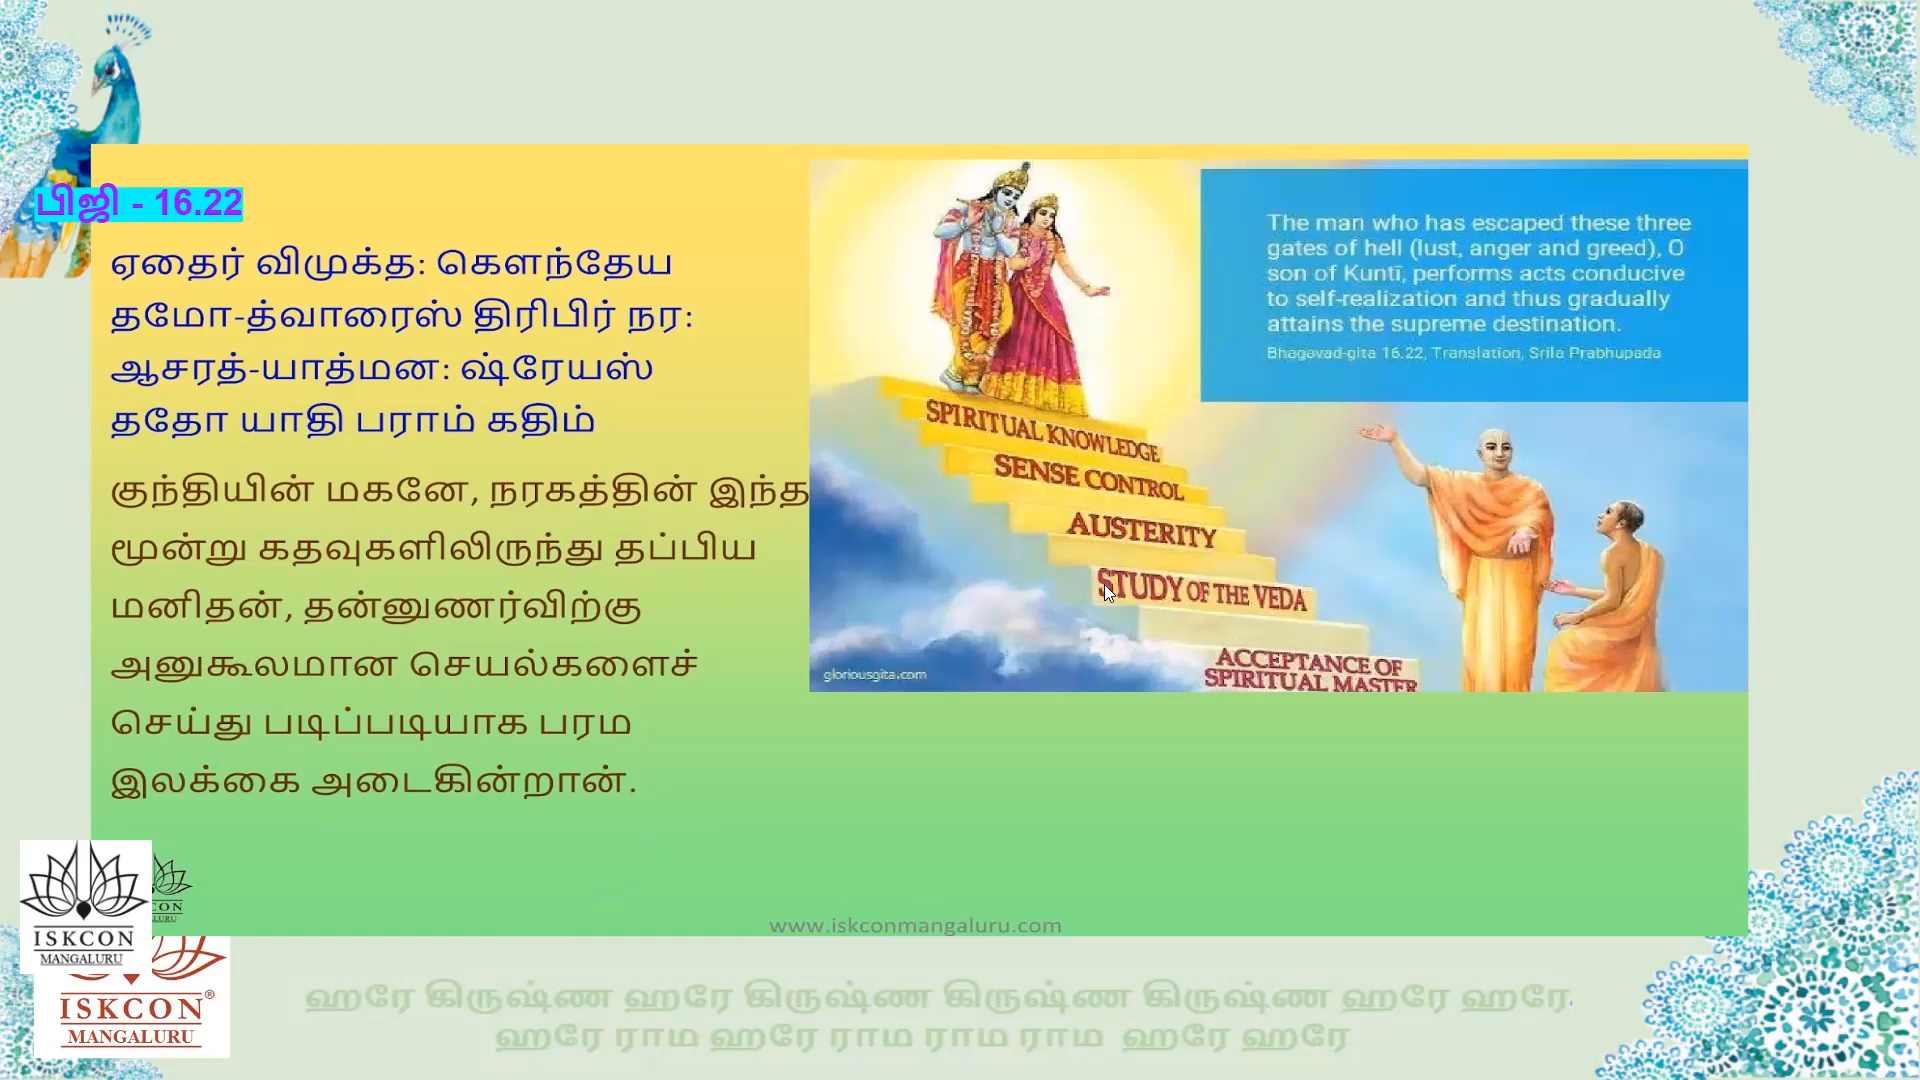 பிஜி - 16.22
ஏதைர் விமுக்த: கௌந்தேய
தமோ-த்வாரைஸ் திரிபிர் நர:
ஆசரத்-யாத்மன: ஷ்ரேயஸ்
ததோ யாதி பராம் கதிம்
குந்தியின் மகனே, நரகத்தின் இந்த
மூன்று கதவுகளிலிருந்து தப்பிய
மனிதன், தன்னுணர்விற்கு
அனுகூலமான செயல்களைச்
செய்து படிப்படியாக பரம
இலக்கை அடைகின்றான்.
The man who has escaped these three
gates of hell (lust, anger and greed), O
son of Kuntī, performs acts conducive
to self-realization and thus gradually
attains the supreme destination.
Bhagavad-gita 16.22, Translation, Srila Prabhupada
SPIRITUAL KNOWLEDGE
SENSE CONTROL
AUSTERITY
STUDY OF THE VEDA
ACCEPTANCE OF
SPIRITUAL MASTER
gloriousgita.com
www.iskconmangaluru.com
ISKCON
MANGALURU
ISKCON®
MANGALURU
ஹரே கிருஷ்ண ஹரே கிருஷ்ண கிருஷ்ண கிருஷ்ண ஹரே ஹரே
ஹரே ராம ஹரே ராம ராம ராம ஹரே ஹரே